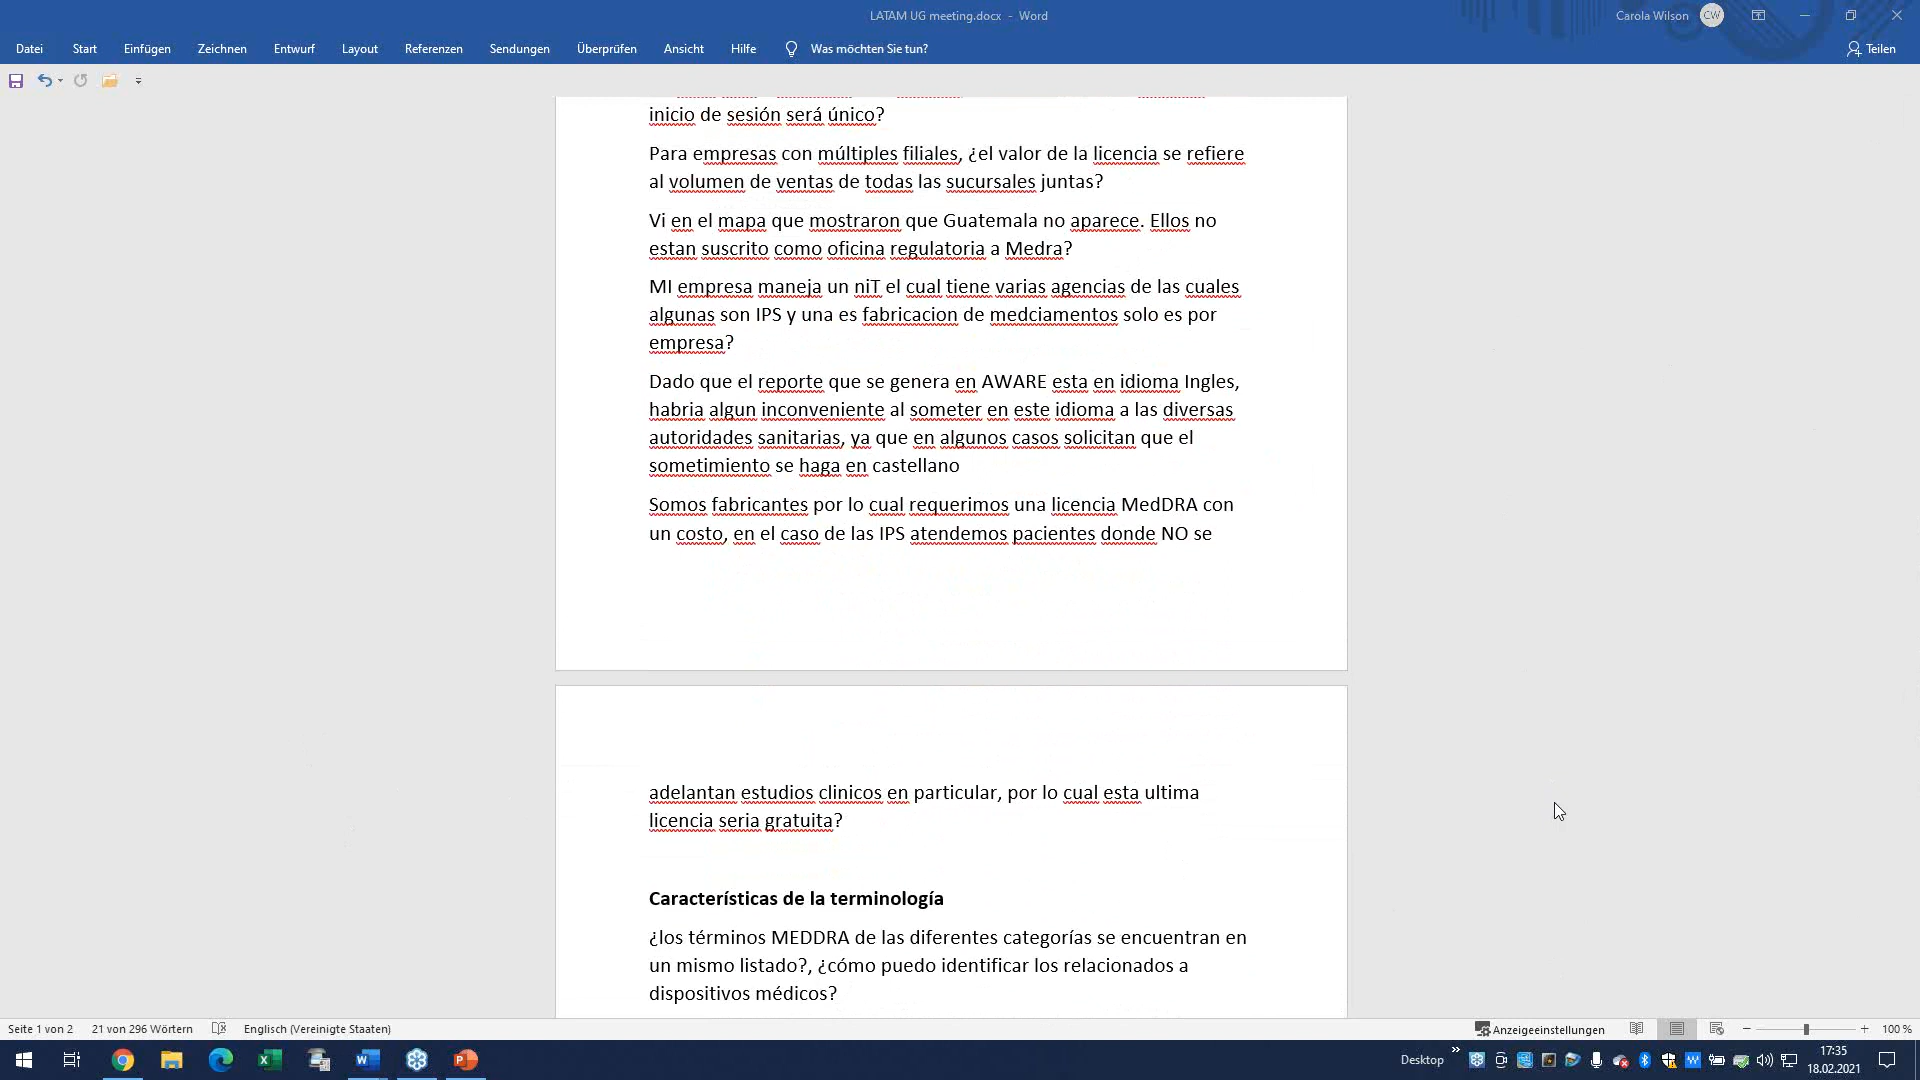 LATAM UG meeting.docx - Word
Carola Wilson CW
Datei Start Einfügen Zeichnen Entwurf Layout Referenzen Sendungen Überprüfen Ansicht Hilfe Was möchten Sie tun? Teilen
inicio de sesión será único?
Para empresas con múltiples filiales, ¿el valor de la licencia se refiere
al volumen de ventas de todas las sucursales juntas?
Vi en el mapa que mostraron que Guatemala no aparece. Ellos no
estan suscrito como oficina regulatoria a Medra?
MI empresa maneja un niT el cual tiene varias agencias de las cuales
algunas son IPS y una es fabricacion de medciamentos solo es por
empresa?
Dado que el reporte que se genera en AWARE esta en idioma Ingles,
habria algun inconveniente al someter en este idioma a las diversas
autoridades sanitarias, ya que en algunos casos solicitan que el
sometimiento se haga en castellano
Somos fabricantes por lo cual requerimos una licencia MedDRA con
un costo, en el caso de las IPS atendemos pacientes donde NO se
adelantan estudios clinicos en particular, por lo cual esta ultima
licencia seria gratuita?
Características de la terminología
¿los términos MEDDRA de las diferentes categorías se encuentran en
un mismo listado?, ¿cómo puedo identificar los relacionados a
dispositivos médicos?
Seite 1 von 2 21 von 296 Wörtern Englisch (Vereinigte Staaten) Anzeigeeinstellungen 100 %
Desktop 17:35
18.02.2021